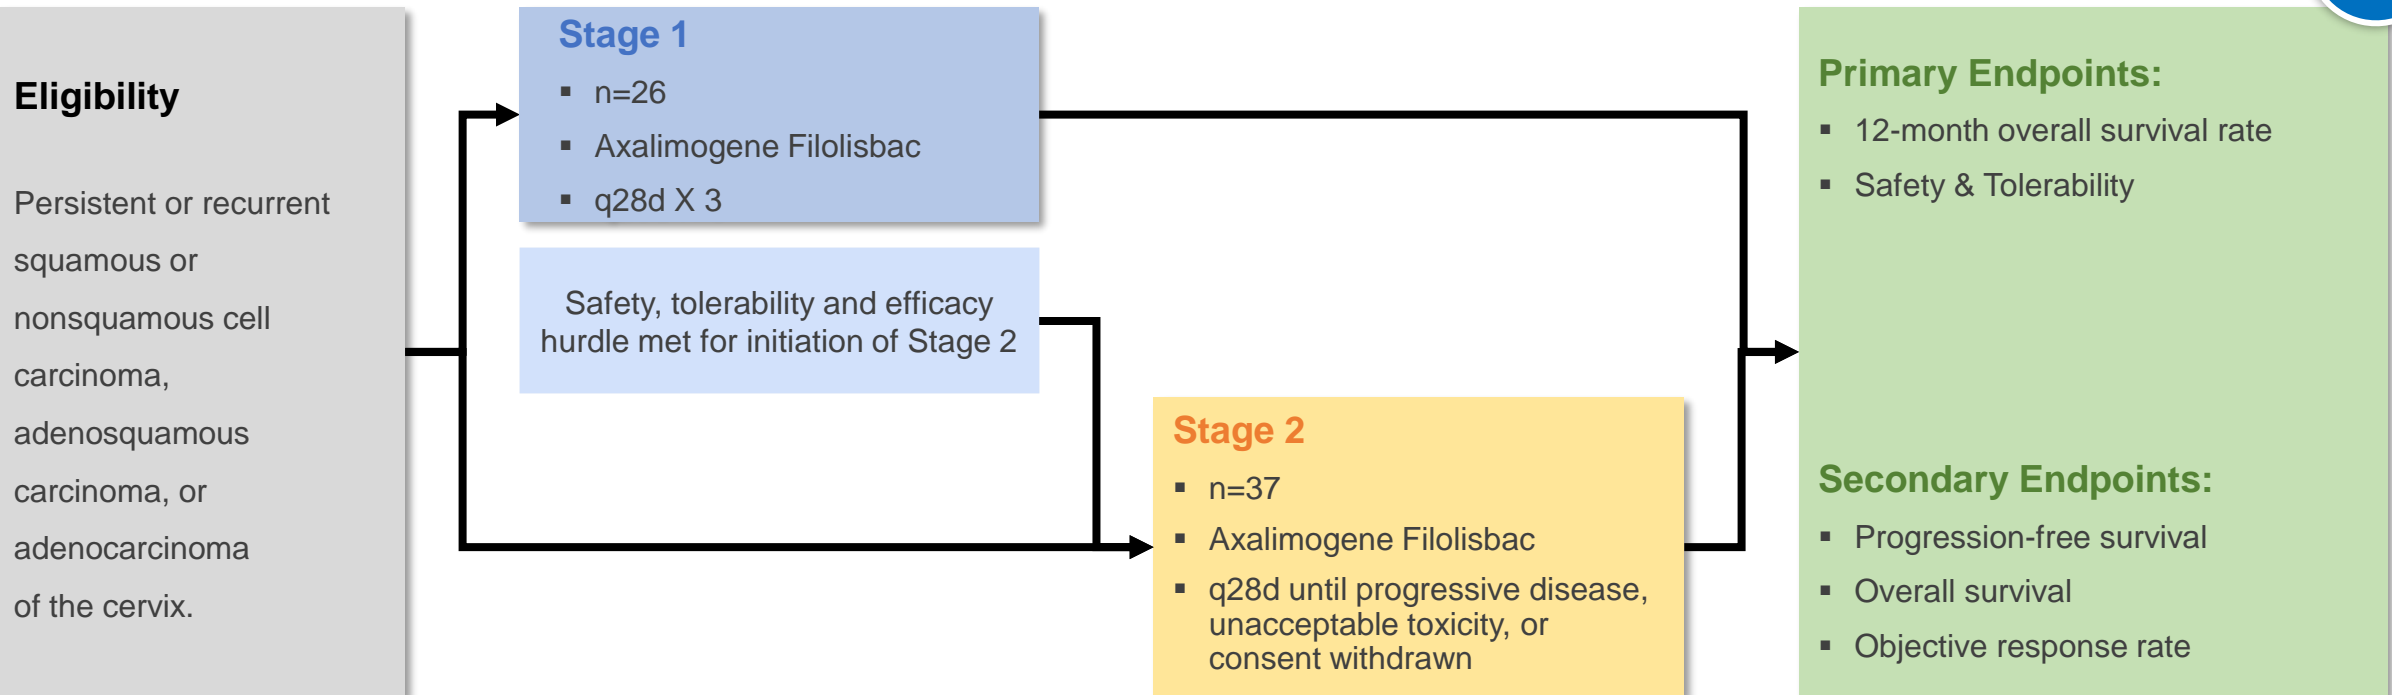 Eligibility
Persistent or recurrent
squamous or
nonsquamous cell
carcinoma,
adenosquamous
carcinoma, or
adenocarcinoma
of the cervix.
Stage 1
▪ n=26
▪ Axalimogene Filolisbac
▪ q28d X 3
Safety, tolerability and efficacy
hurdle met for initiation of Stage 2
Stage 2
▪ n=37
▪ Axalimogene Filolisbac
▪ q28d until progressive disease,
unacceptable toxicity, or
consent withdrawn
Primary Endpoints:
▪ 12-month overall survival rate
▪ Safety & Tolerability
Secondary Endpoints:
▪ Progression-free survival
▪ Overall survival
▪ Objective response rate